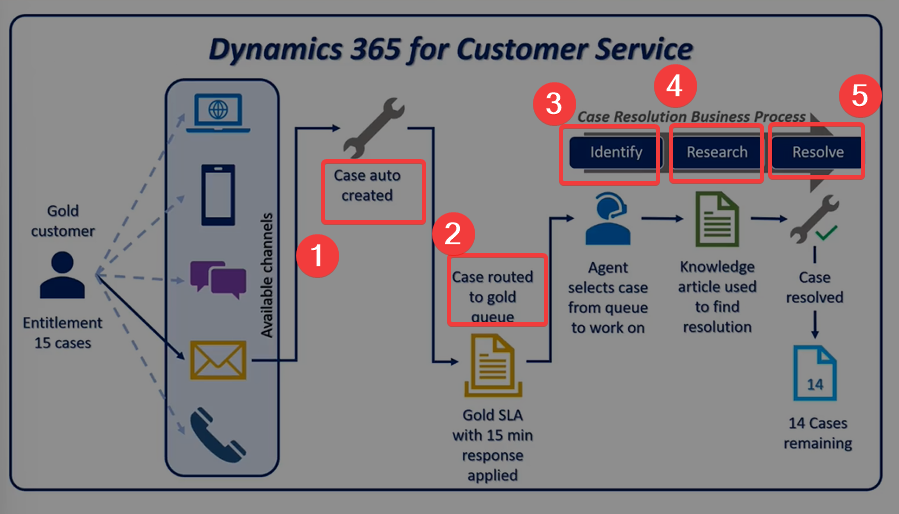 Dynamics 365 for Customer Service
4
5
3
Case Resolution Business Process
Identify
Research
Resolve
Case auto
created
Gold
customer
Entitlement
15 cases
Available channels
1
2
Case routed
to gold
queue
Gold SLA
with 15 min
response
applied
Agent
selects case
from queue
to work on
Knowledge
article used
to find
resolution
Case
resolved
14
14 Cases
remaining